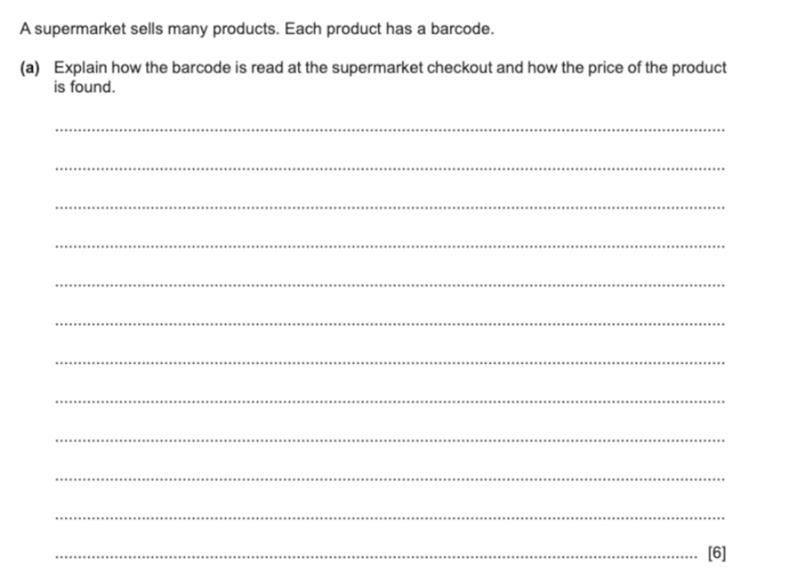 A supermarket sells many products. Each product has a barcode.
(a) Explain how the barcode is read at the supermarket checkout and how the price of the product
is found.
[6]